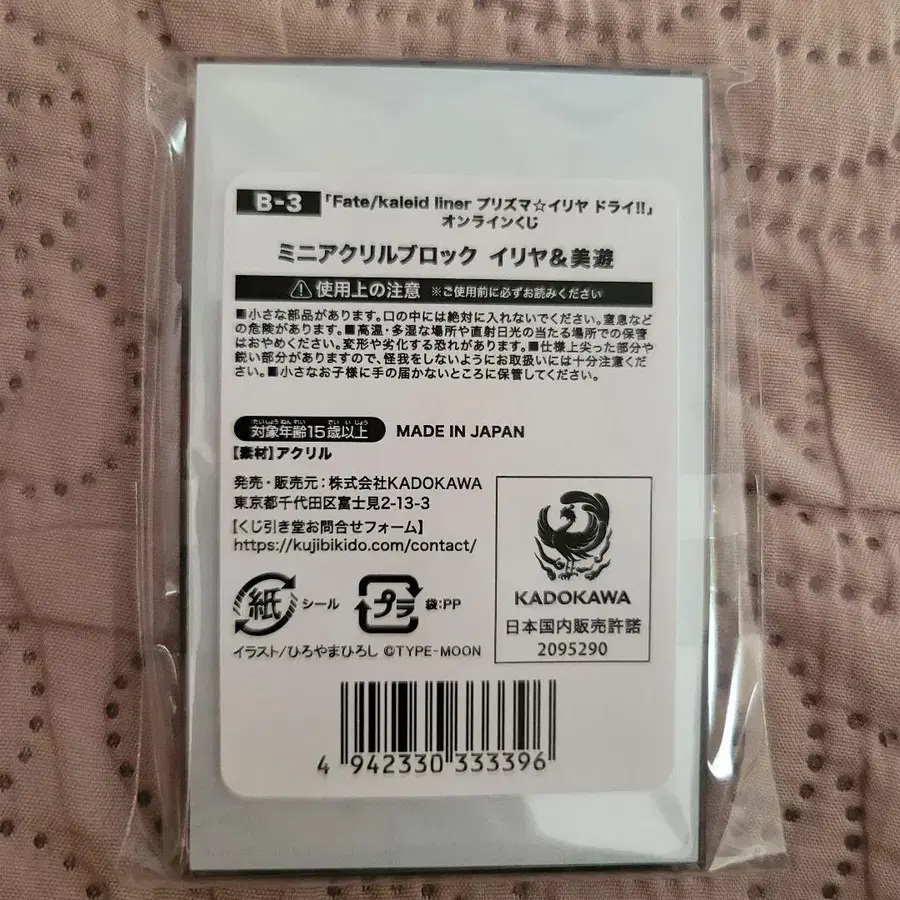 B-3 「Fate/kaleid liner プリズマ☆イリヤ ドライ!!」
オンラインくじ
ミニアクリルブロック イリヤ&美遊
⚠使用上の注意 ※ご使用前に必ずお読みください
■小さな部品があります。口の中には絶対に入れないでください。窒息など
の危険があります。■高温・多湿な場所や直射日光の当たる場所での保管
はおやめください。変形や劣化する恐れがあります。■仕様上尖った部分や
鋭い部分がありますので、怪我をしないようにお取扱いには十分注意くださ
い。■小さなお子様に手の届かないところに保管してください。
たいしょうねんれい せいいじょう
対象年齢15歳以上 MADE IN JAPAN
【素材】アクリル
発売・販売元:株式会社KADOKAWA
東京都千代田区富士見2-13-3
【くじ引き堂お問合せフォーム】
https://kujibikido.com/contact/
紙 シール プラ 袋:PP
イラスト/ひろやまひろし ©TYPE-MOON
KADOKAWA
日本国内販売許諾
2095290
4 942330 333396